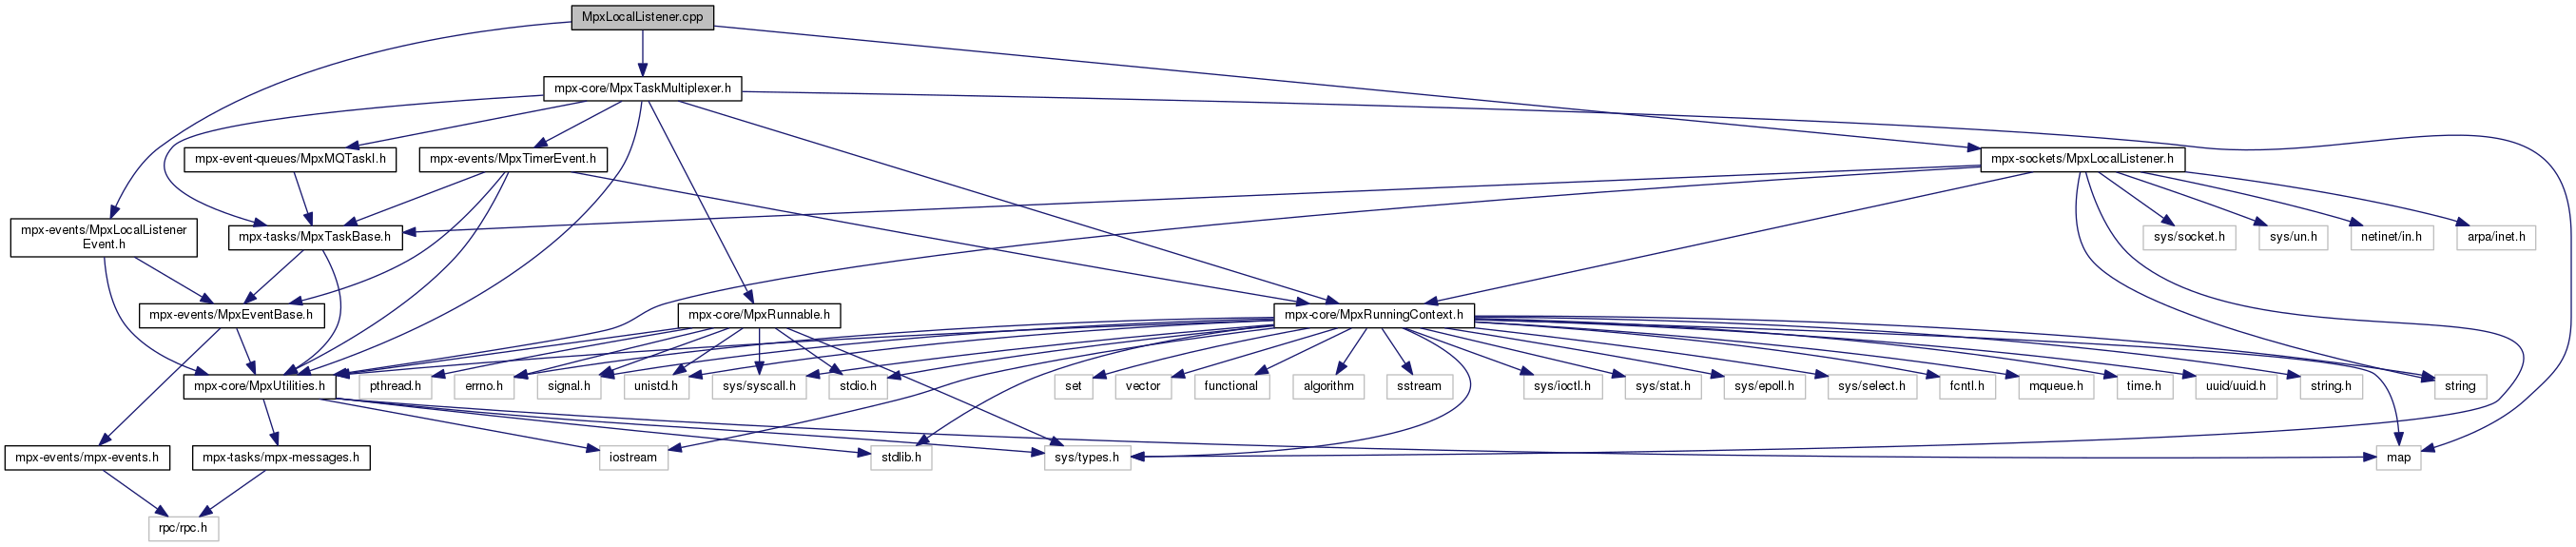 MpxLocalListener.cpp
mpx-core/MpxTaskMultiplexer.h
mpx-event-queues/MpxMQTaskI.h
mpx-events/MpxTimerEvent.h
mpx-sockets/MpxLocalListener.h
mpx-events/MpxLocalListener
Event.h
mpx-tasks/MpxTaskBase.h
sys/socket.h
sys/un.h
netinet/in.h
arpa/inet.h
mpx-events/MpxEventBase.h
mpx-core/MpxRunnable.h
mpx-core/MpxRunningContext.h
mpx-core/MpxUtilities.h
pthread.h
errno.h
signal.h
unistd.h
sys/syscall.h
stdio.h
set
vector
functional
algorithm
sstream
sys/ioctl.h
sys/stat.h
sys/epoll.h
sys/select.h
fcntl.h
mqueue.h
time.h
uuid/uuid.h
string.h
string
mpx-events/mpx-events.h
mpx-tasks/mpx-messages.h
iostream
stdlib.h
sys/types.h
map
rpc/rpc.h